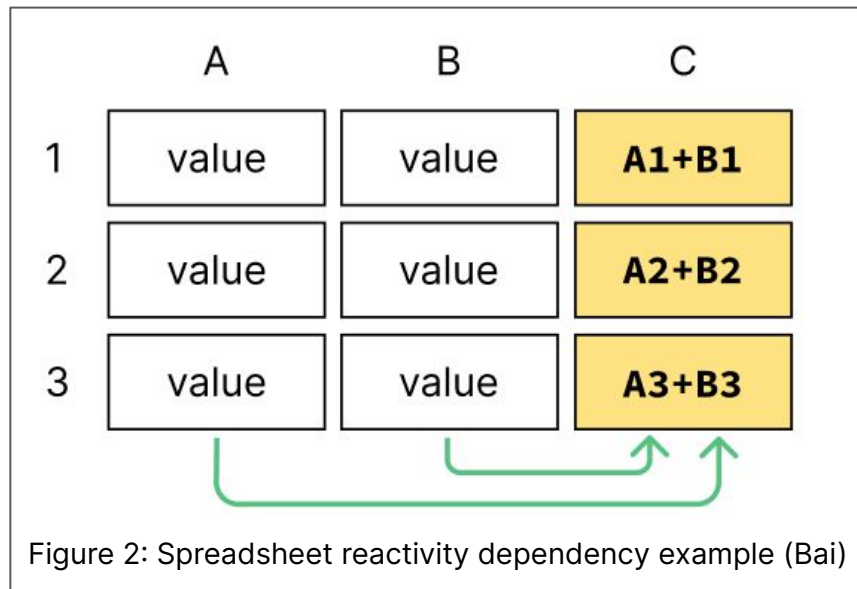 A B C
1 value value A1+B1
2 value value A2+B2
3 value value A3+B3
Figure 2: Spreadsheet reactivity dependency example (Bai)